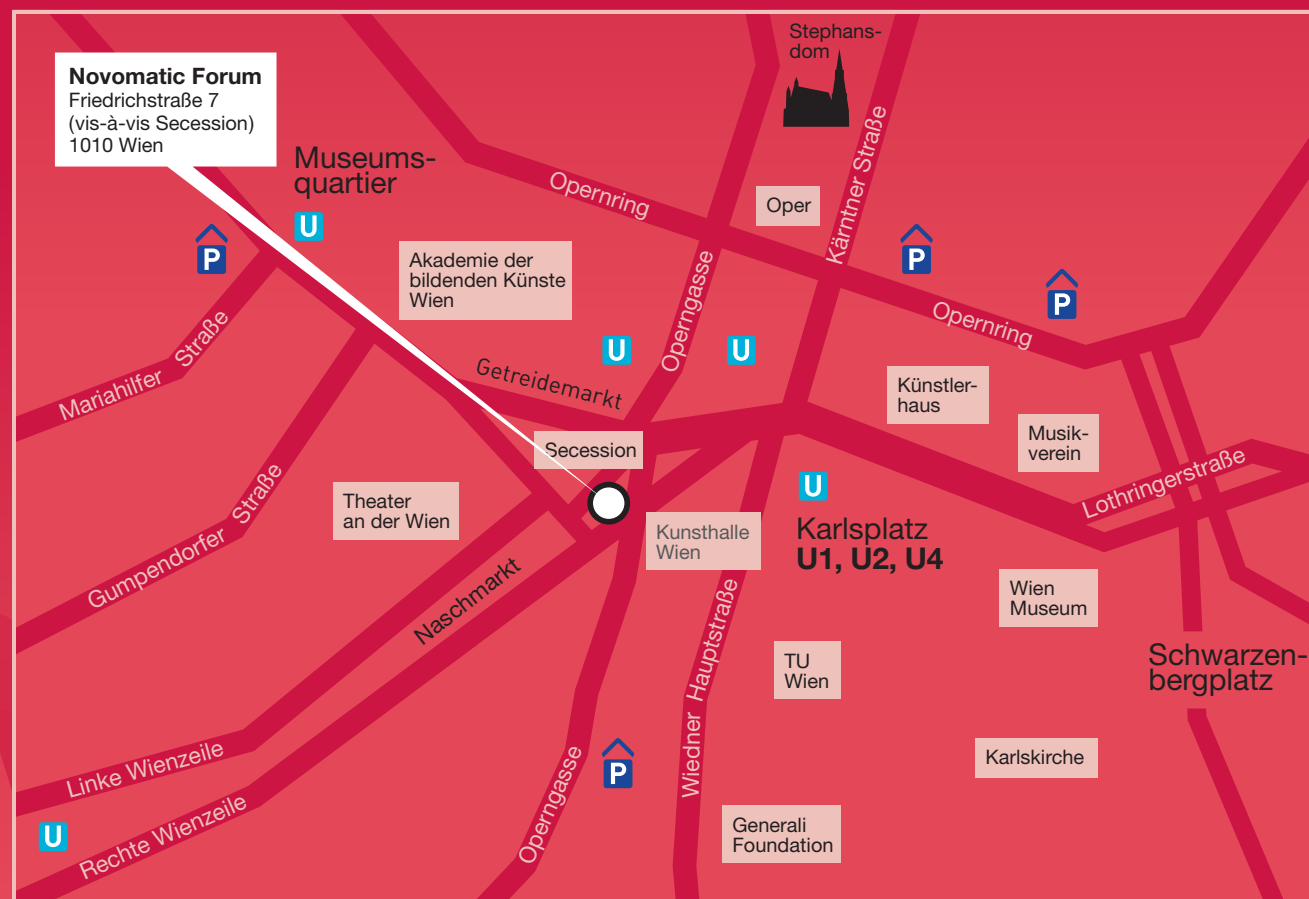 Stephans-
dom
Novomatic Forum
Friedrichstraße 7
(vis-à-vis Secession)
1010 Wien
Museums-
quartier
U
P
Opernring
Oper
Kärntner Straße
P
P
Akademie der
bildenden Künste
Wien
Operngasse
Opernring
Mariahilfer Straße
U
U
Getreidemarkt
Künstler-
haus
Musik-
verein
Secession
Lothringerstraße
Gumpendorfer Straße
Theater
an der Wien
U
Karlsplatz
U1, U2, U4
Kunsthalle
Wien
Naschmarkt
Wien
Museum
Wiedner Hauptstraße
TU
Wien
Schwarzen-
bergplatz
Linke Wienzeile
Operngasse
P
Karlskirche
Rechte Wienzeile
U
Generali
Foundation